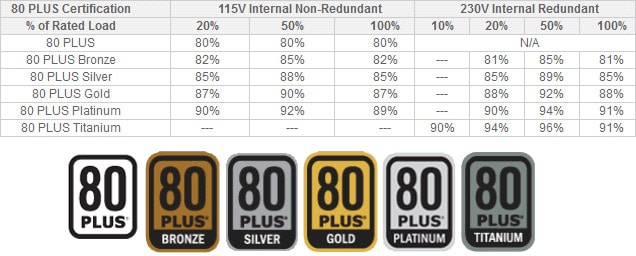 80 PLUS Certification 115V Internal Non-Redundant 230V Internal Redundant
% of Rated Load 20% 50% 100% 10% 20% 50% 100%
80 PLUS 80% 80% 80% N/A
80 PLUS Bronze 82% 85% 82% --- 81% 85% 81%
80 PLUS Silver 85% 88% 85% --- 85% 89% 85%
80 PLUS Gold 87% 90% 87% --- 88% 92% 88%
80 PLUS Platinum 90% 92% 89% --- 90% 94% 91%
80 PLUS Titanium --- --- --- 90% 94% 96% 91%
80 80 80 80 80 80
PLUS® PLUS® PLUS® PLUS® PLUS® PLUS®
BRONZE SILVER GOLD PLATINUM TITANIUM